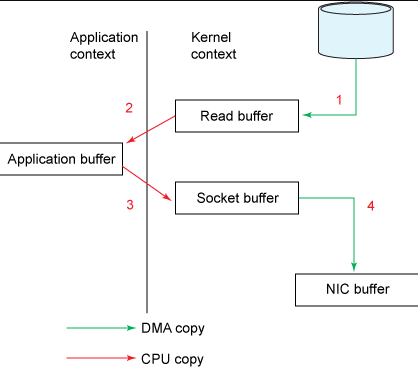 Application
context
Kernel
context
1
2
Read buffer
Application buffer
3
Socket buffer
4
NIC buffer
DMA copy
CPU copy